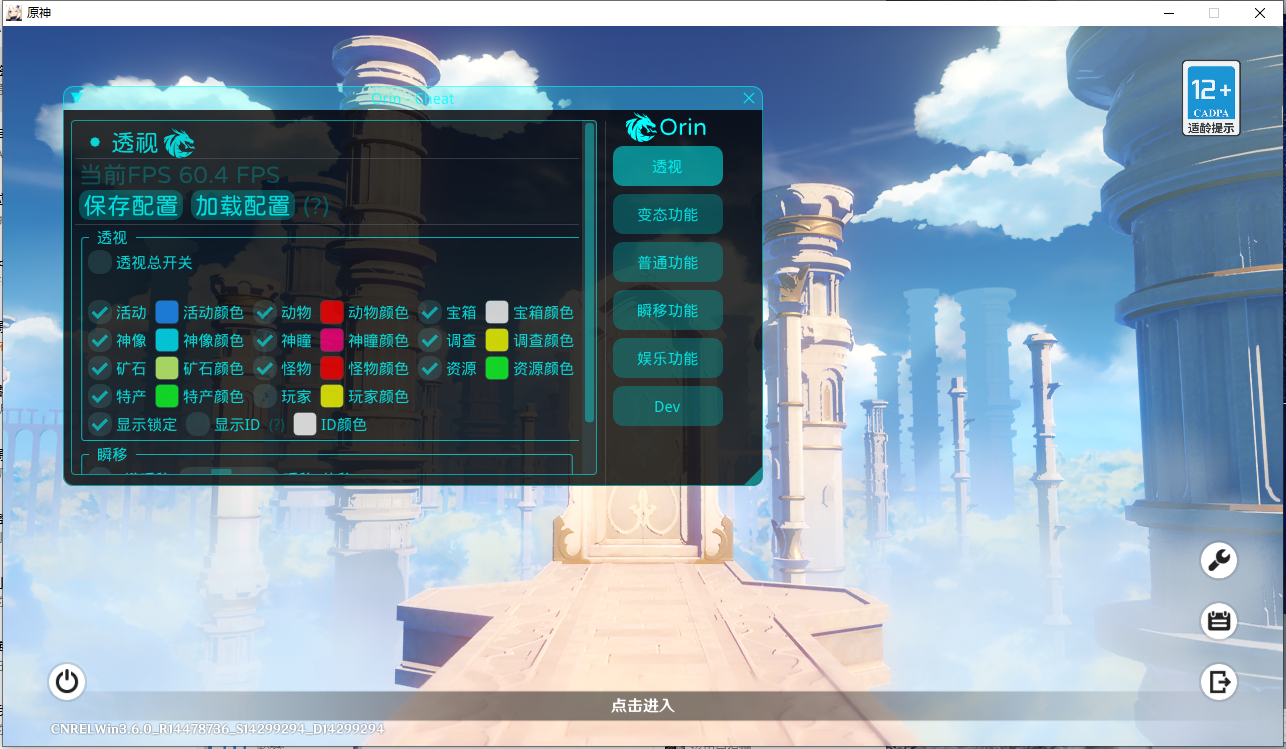 原神
12+
CADPA
适龄提示
Orin - Cheat
透视
当前FPS 60.4 FPS
保存配置 加载配置 (?)
透视
透视总开关
活动 活动颜色 动物 动物颜色 宝箱 宝箱颜色
神像 神像颜色 神瞳 神瞳颜色 调查 调查颜色
矿石 矿石颜色 怪物 怪物颜色 资源 资源颜色
特产 特产颜色 玩家 玩家颜色
显示锁定 显示ID (?) ID颜色
瞬移
Orin
透视
变态功能
普通功能
瞬移功能
娱乐功能
Dev
点击进入
CNRELWin3.6.0_R14478736_S14299294_D14299294